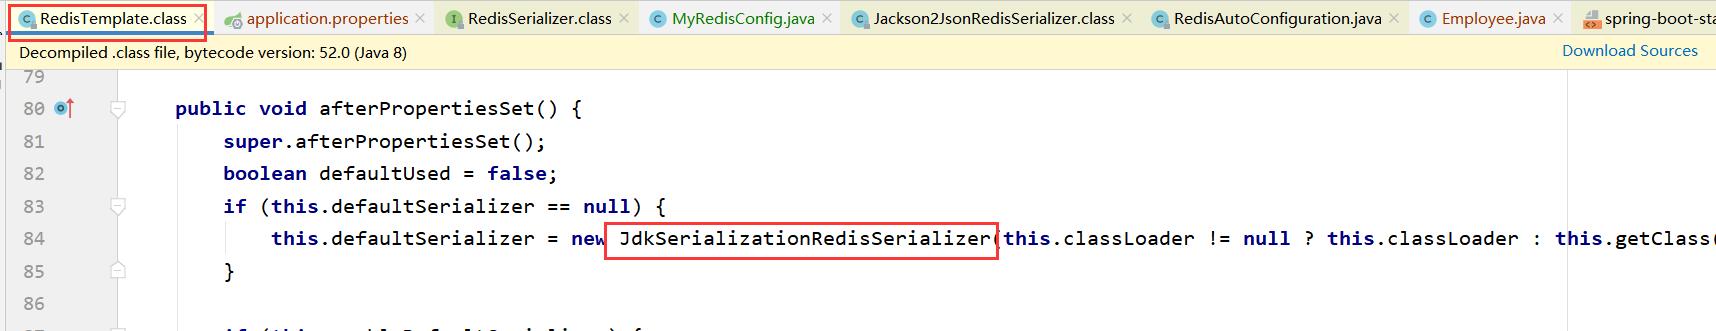 RedisTemplate.class application.properties RedisSerializer.class MyRedisConfig.java Jackson2JsonRedisSerializer.class RedisAutoConfiguration.java Employee.java spring-boot-sta
Decompiled .class file, bytecode version: 52.0 (Java 8) Download Sources
79
80 public void afterPropertiesSet() {
81 super.afterPropertiesSet();
82 boolean defaultUsed = false;
83 if (this.defaultSerializer == null) {
84 this.defaultSerializer = new JdkSerializationRedisSerializer(this.classLoader != null ? this.classLoader : this.getClass(
85 }
86